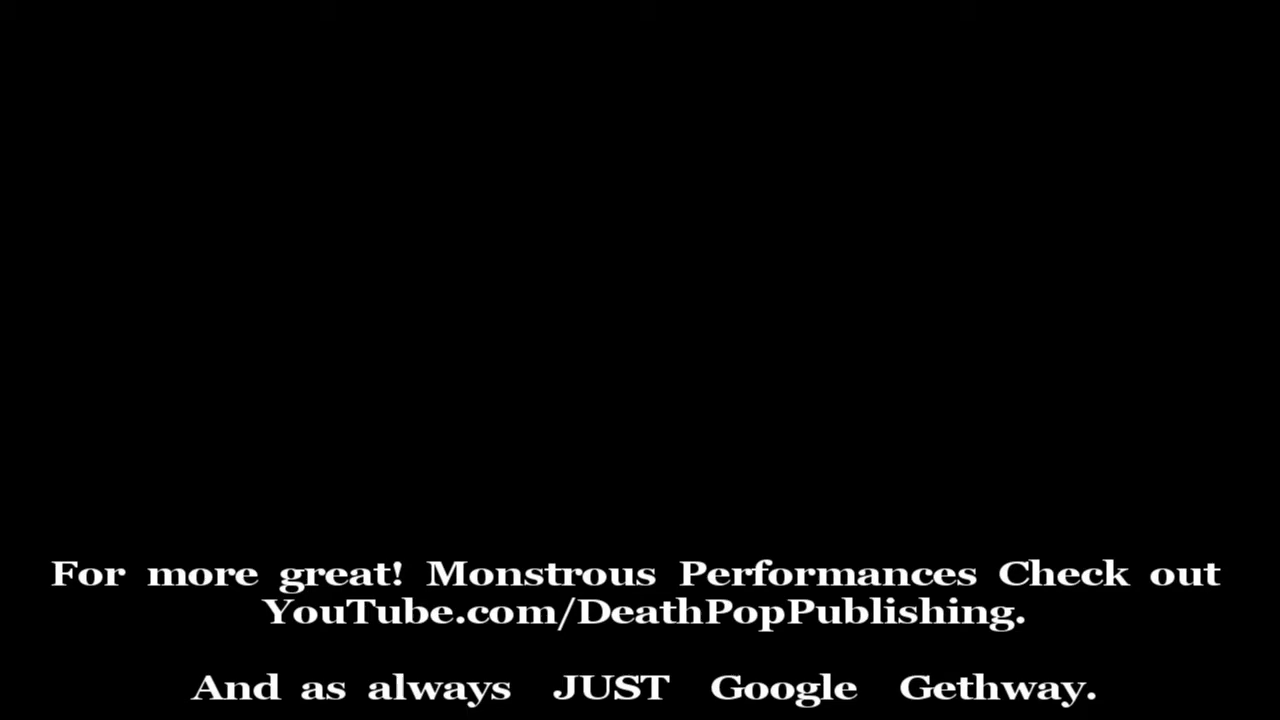 For more great! Monstrous Performances Check out
YouTube.com/DeathPopPublishing.
And as always JUST Google Gethway.